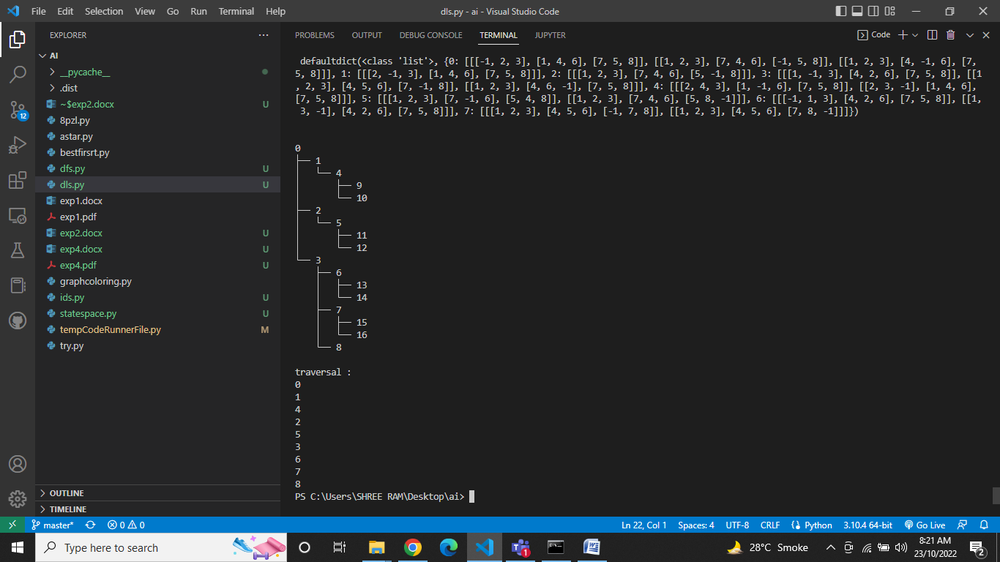 File Edit Selection View Go Run Terminal Help
dls.py - ai - Visual Studio Code
EXPLORER
AI
__pycache__
.dist
~$exp2.docx U
8pzl.py
astar.py
bestfirsrt.py
dfs.py U
dls.py U
exp1.docx
exp1.pdf
exp2.docx U
exp4.docx U
exp4.pdf U
graphcoloring.py
ids.py U
statespace.py U
tempCodeRunnerFile.py M
try.py
OUTLINE
TIMELINE
12
PROBLEMS OUTPUT DEBUG CONSOLE TERMINAL JUPYTER
Code
defaultdict(<class 'list'>, {0: [[[-1, 2, 3], [1, 4, 6], [7, 5, 8]], [[1, 2, 3], [7, 4, 6], [-1, 5, 8]], [[1, 2, 3], [4, -1, 6], [7,
5, 8]]], 1: [[[2, -1, 3], [1, 4, 6], [7, 5, 8]]], 2: [[[1, 2, 3], [7, 4, 6], [5, -1, 8]]], 3: [[[1, -1, 3], [4, 2, 6], [7, 5, 8]], [[1
, 2, 3], [4, 5, 6], [7, -1, 8]], [[1, 2, 3], [4, 6, -1], [7, 5, 8]]], 4: [[[2, 4, 3], [1, -1, 6], [7, 5, 8]], [[2, 3, -1], [1, 4, 6],
[7, 5, 8]]], 5: [[[1, 2, 3], [7, -1, 6], [5, 4, 8]], [[1, 2, 3], [7, 4, 6], [5, 8, -1]]], 6: [[[-1, 1, 3], [4, 2, 6], [7, 5, 8]], [[1,
3, -1], [4, 2, 6], [7, 5, 8]]], 7: [[[1, 2, 3], [4, 5, 6], [-1, 7, 8]], [[1, 2, 3], [4, 5, 6], [7, 8, -1]]]})
0
├── 1
│   └── 4
│       ├── 9
│       └── 10
├── 2
│   └── 5
│       ├── 11
│       └── 12
└── 3
    ├── 6
    │   ├── 13
    │   └── 14
    ├── 7
    │   ├── 15
    │   └── 16
    └── 8
traversal :
0
1
4
2
5
3
6
7
8
PS C:\Users\SHREE RAM\Desktop\ai>
master* 0 0 Ln 22, Col 1 Spaces: 4 UTF-8 CRLF Python 3.10.4 64-bit Go Live
Type here to search
1
28°C Smoke
8:21 AM
23/10/2022
2